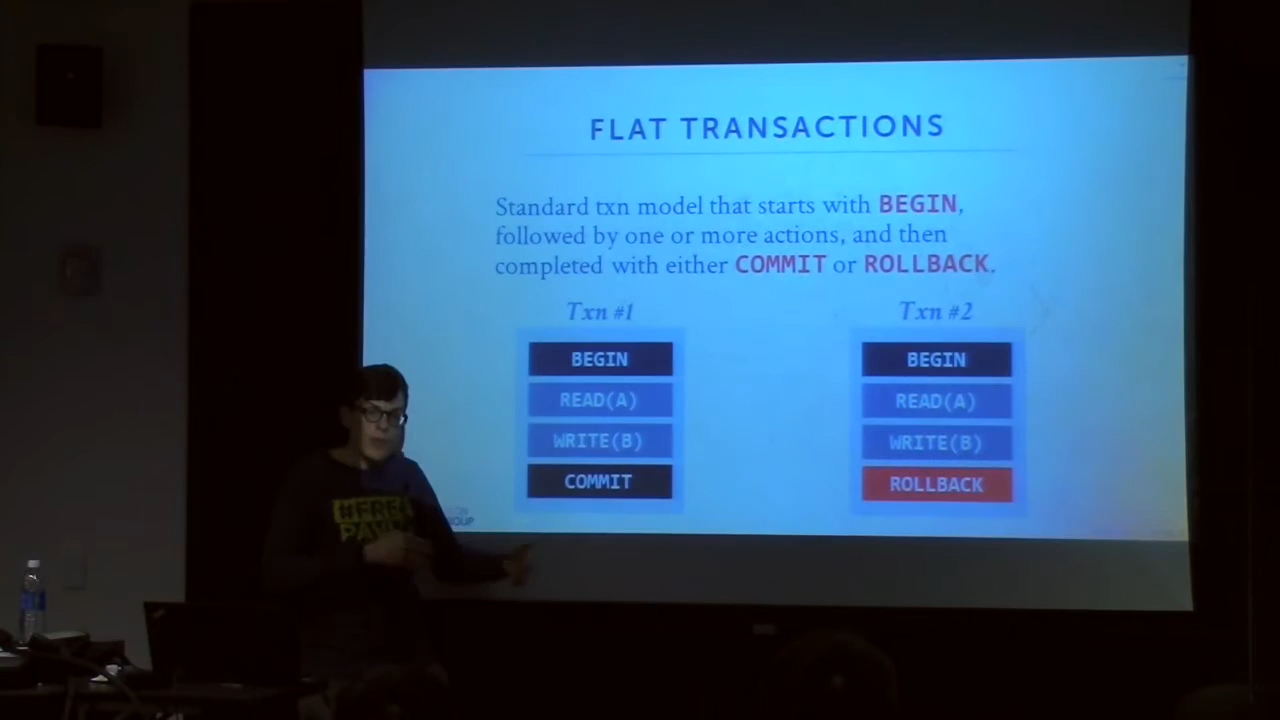 FLAT TRANSACTIONS
Standard txn model that starts with BEGIN,
followed by one or more actions, and then
completed with either COMMIT or ROLLBACK.
Txn #1
BEGIN
READ(A)
WRITE(B)
COMMIT
Txn #2
BEGIN
READ(A)
WRITE(B)
ROLLBACK
#FREE